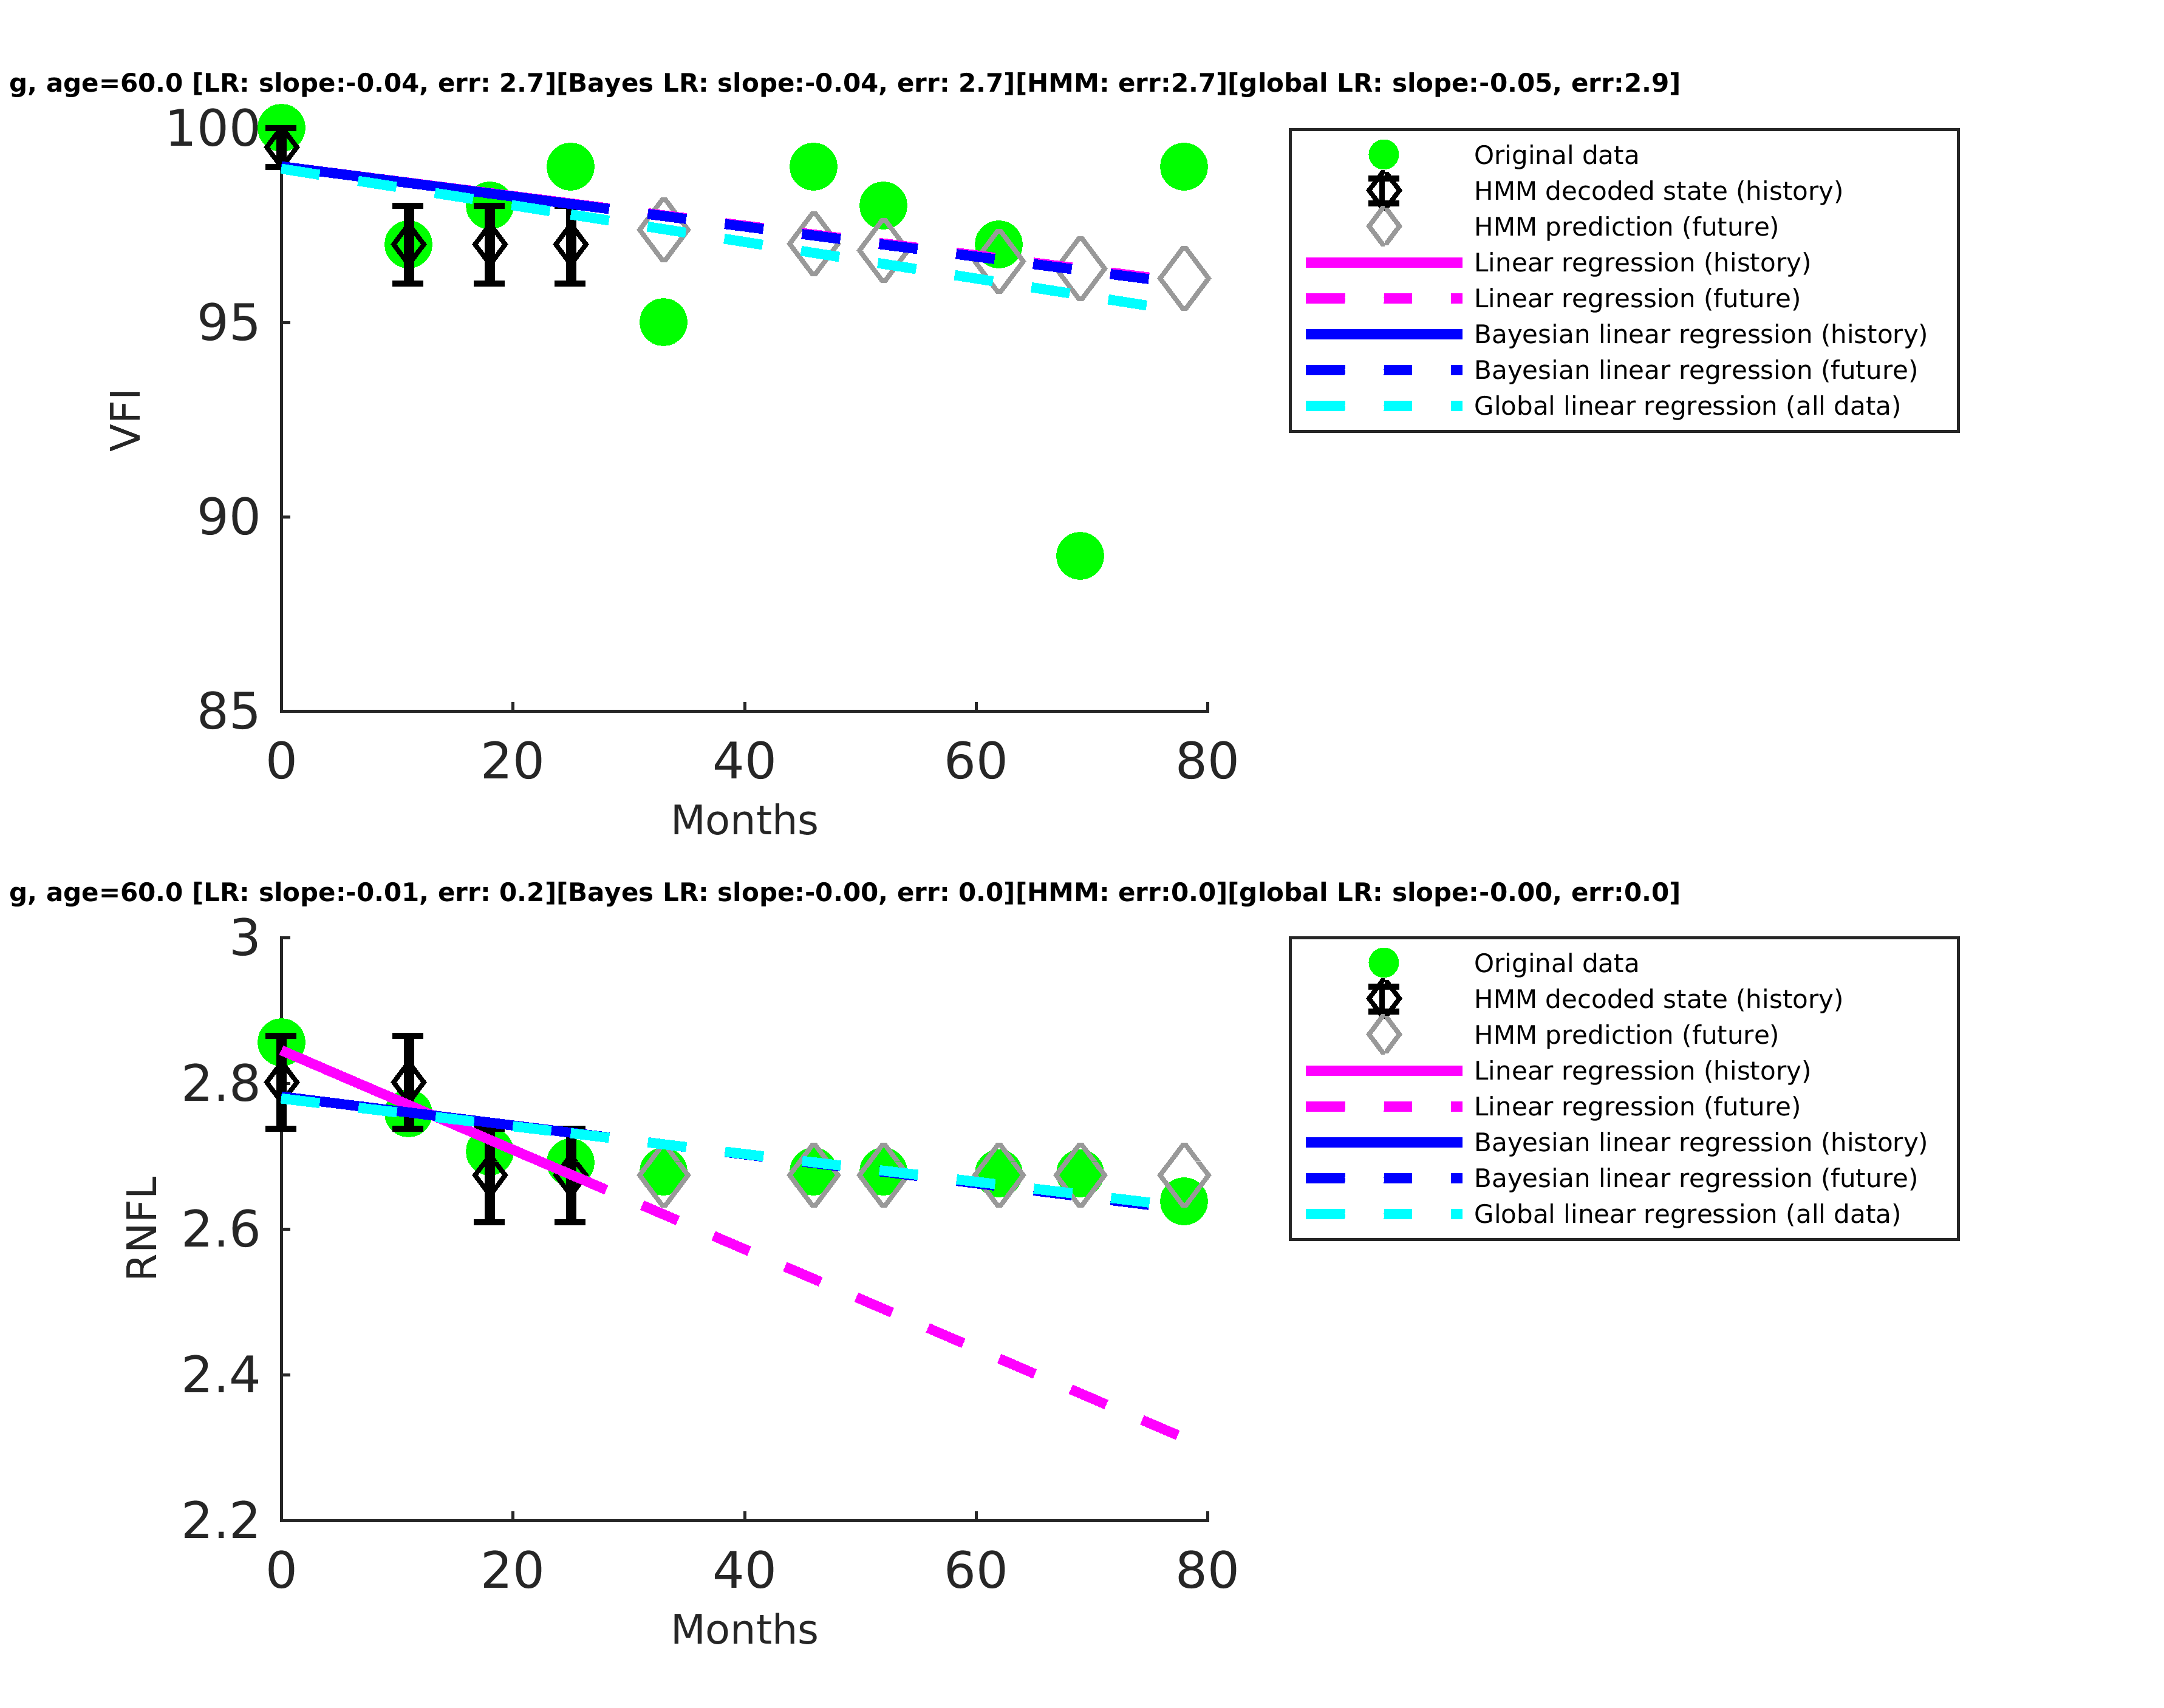 g, age=60.0 [LR: slope:-0.04, err: 2.7][Bayes LR: slope:-0.04, err: 2.7][HMM: err:2.7][global LR: slope:-0.05, err:2.9]
100
95
90
85
VFI
0 20 40 60 80
Months
Original data
HMM decoded state (history)
HMM prediction (future)
Linear regression (history)
Linear regression (future)
Bayesian linear regression (history)
Bayesian linear regression (future)
Global linear regression (all data)
g, age=60.0 [LR: slope:-0.01, err: 0.2][Bayes LR: slope:-0.00, err: 0.0][HMM: err:0.0][global LR: slope:-0.00, err:0.0]
3
2.8
2.6
2.4
2.2
RNFL
0 20 40 60 80
Months
Original data
HMM decoded state (history)
HMM prediction (future)
Linear regression (history)
Linear regression (future)
Bayesian linear regression (history)
Bayesian linear regression (future)
Global linear regression (all data)